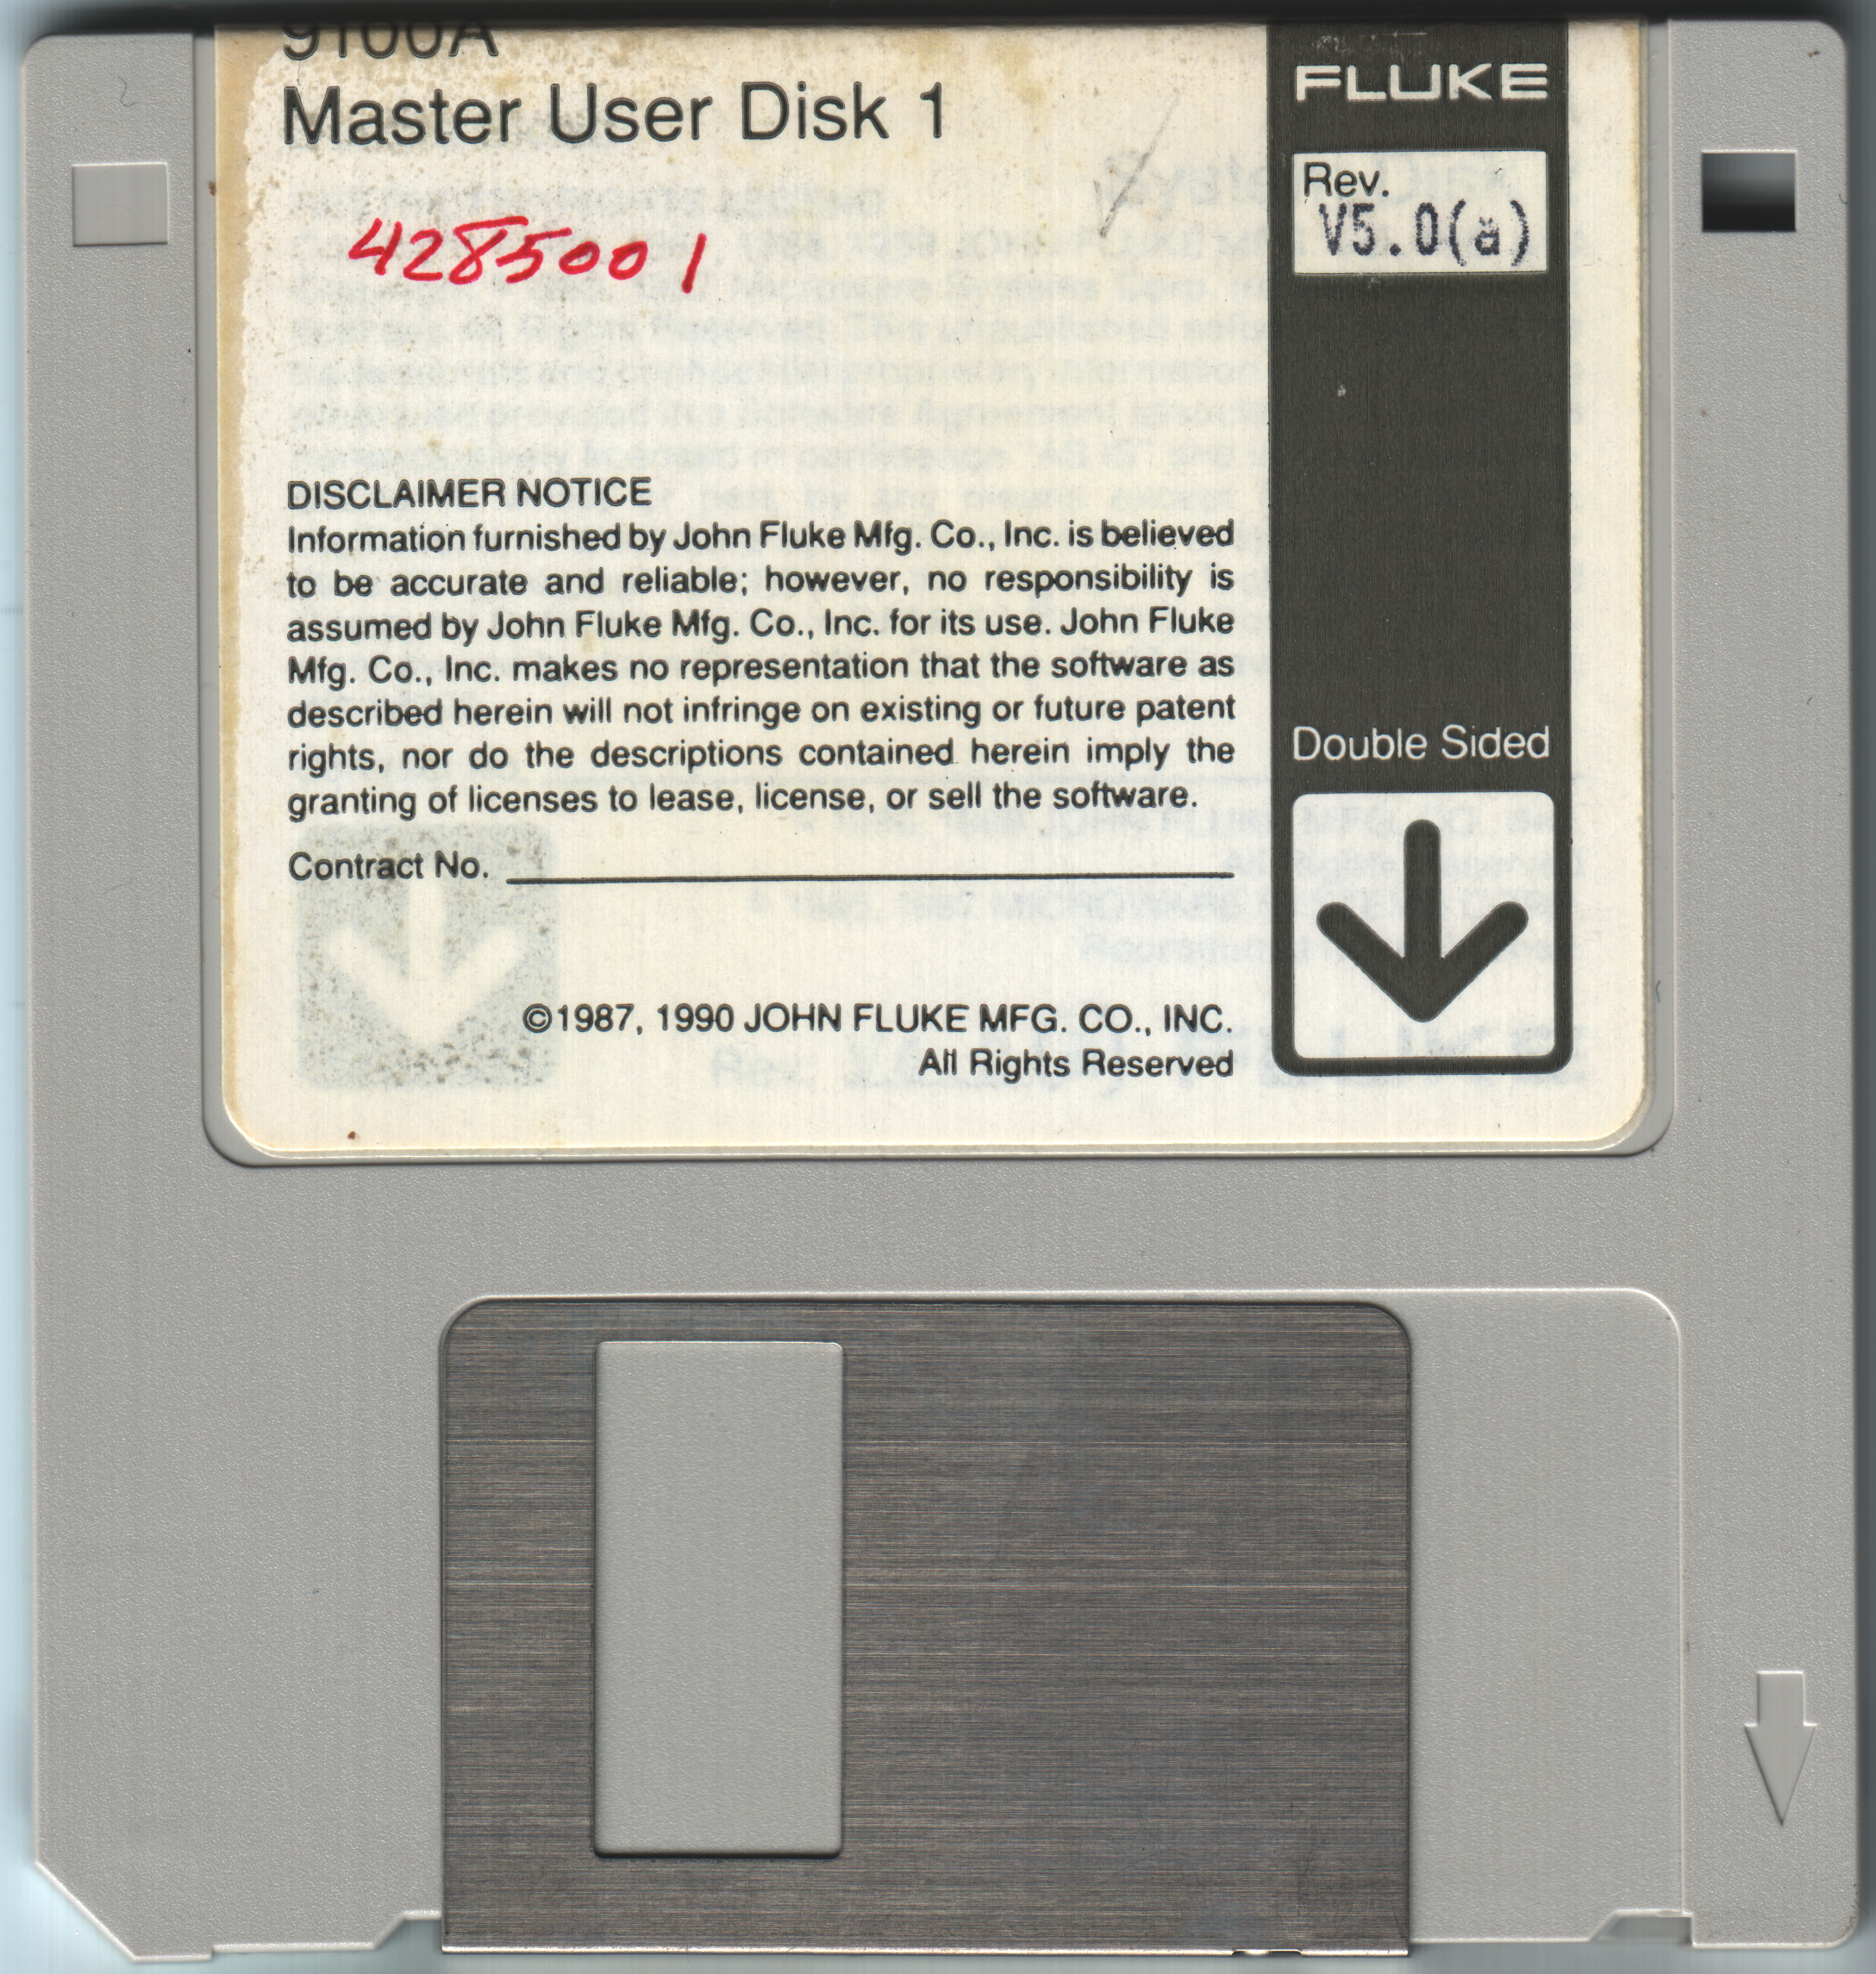 9100A
Master User Disk 1
4285001
DISCLAIMER NOTICE
Information furnished by John Fluke Mfg. Co., Inc. is believed
to be accurate and reliable; however, no responsibility is
assumed by John Fluke Mfg. Co., Inc. for its use. John Fluke
Mfg. Co., Inc. makes no representation that the software as
described herein will not infringe on existing or future patent
rights, nor do the descriptions contained herein imply the
granting of licenses to lease, license, or sell the software.
Contract No.
©1987, 1990 JOHN FLUKE MFG. CO., INC.
All Rights Reserved
FLUKE
Rev.
V5.0(a)
Double Sided